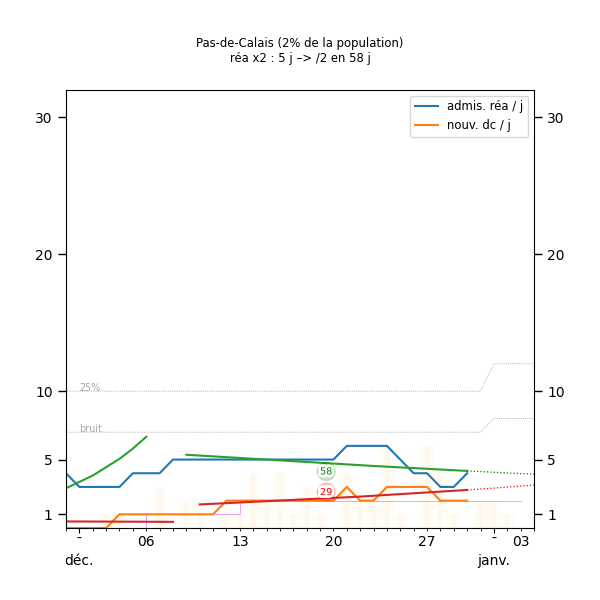 Pas-de-Calais (2% de la population)
réa x2 : 5 j –> /2 en 58 j
admis. réa / j
nouv. dc / j
30 30
20 20
25%
10 10
bruit
5 5
58
29
1 1
- 06 13 20 27 - 03
déc. janv.